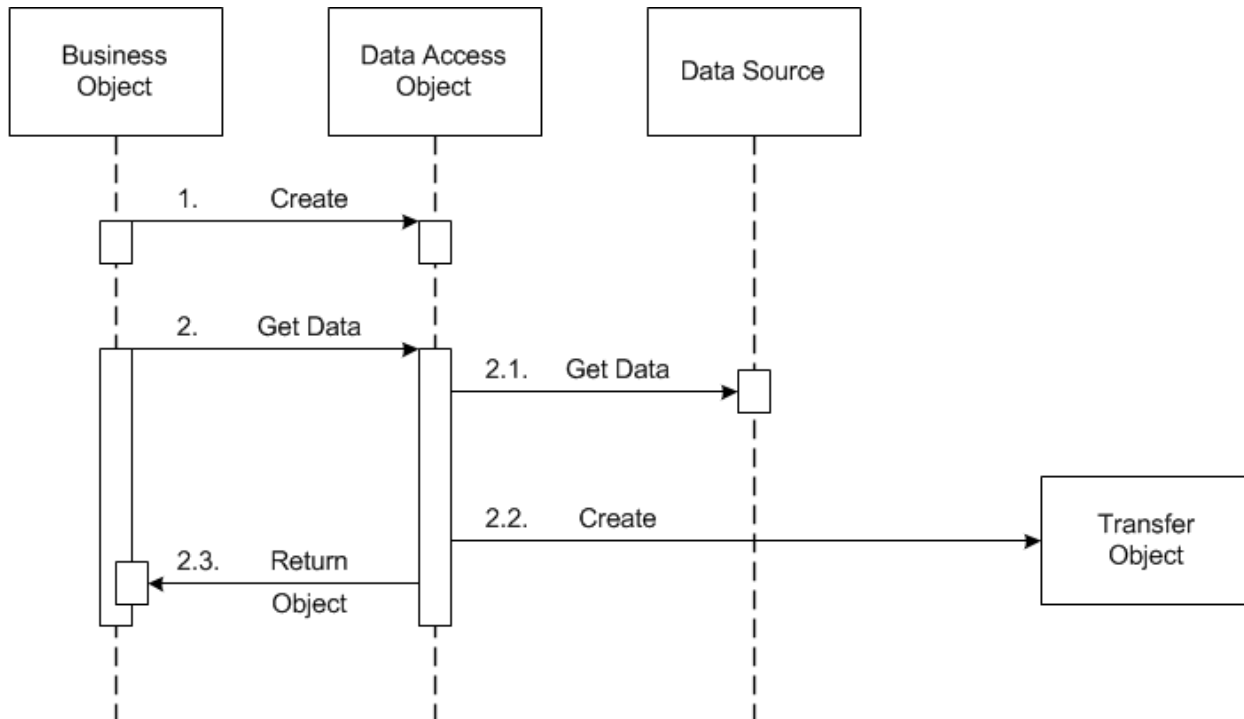 Business
Object
Data Access
Object
Data Source
1. Create
2. Get Data
2.1. Get Data
2.2. Create
Transfer
Object
2.3. Return
Object